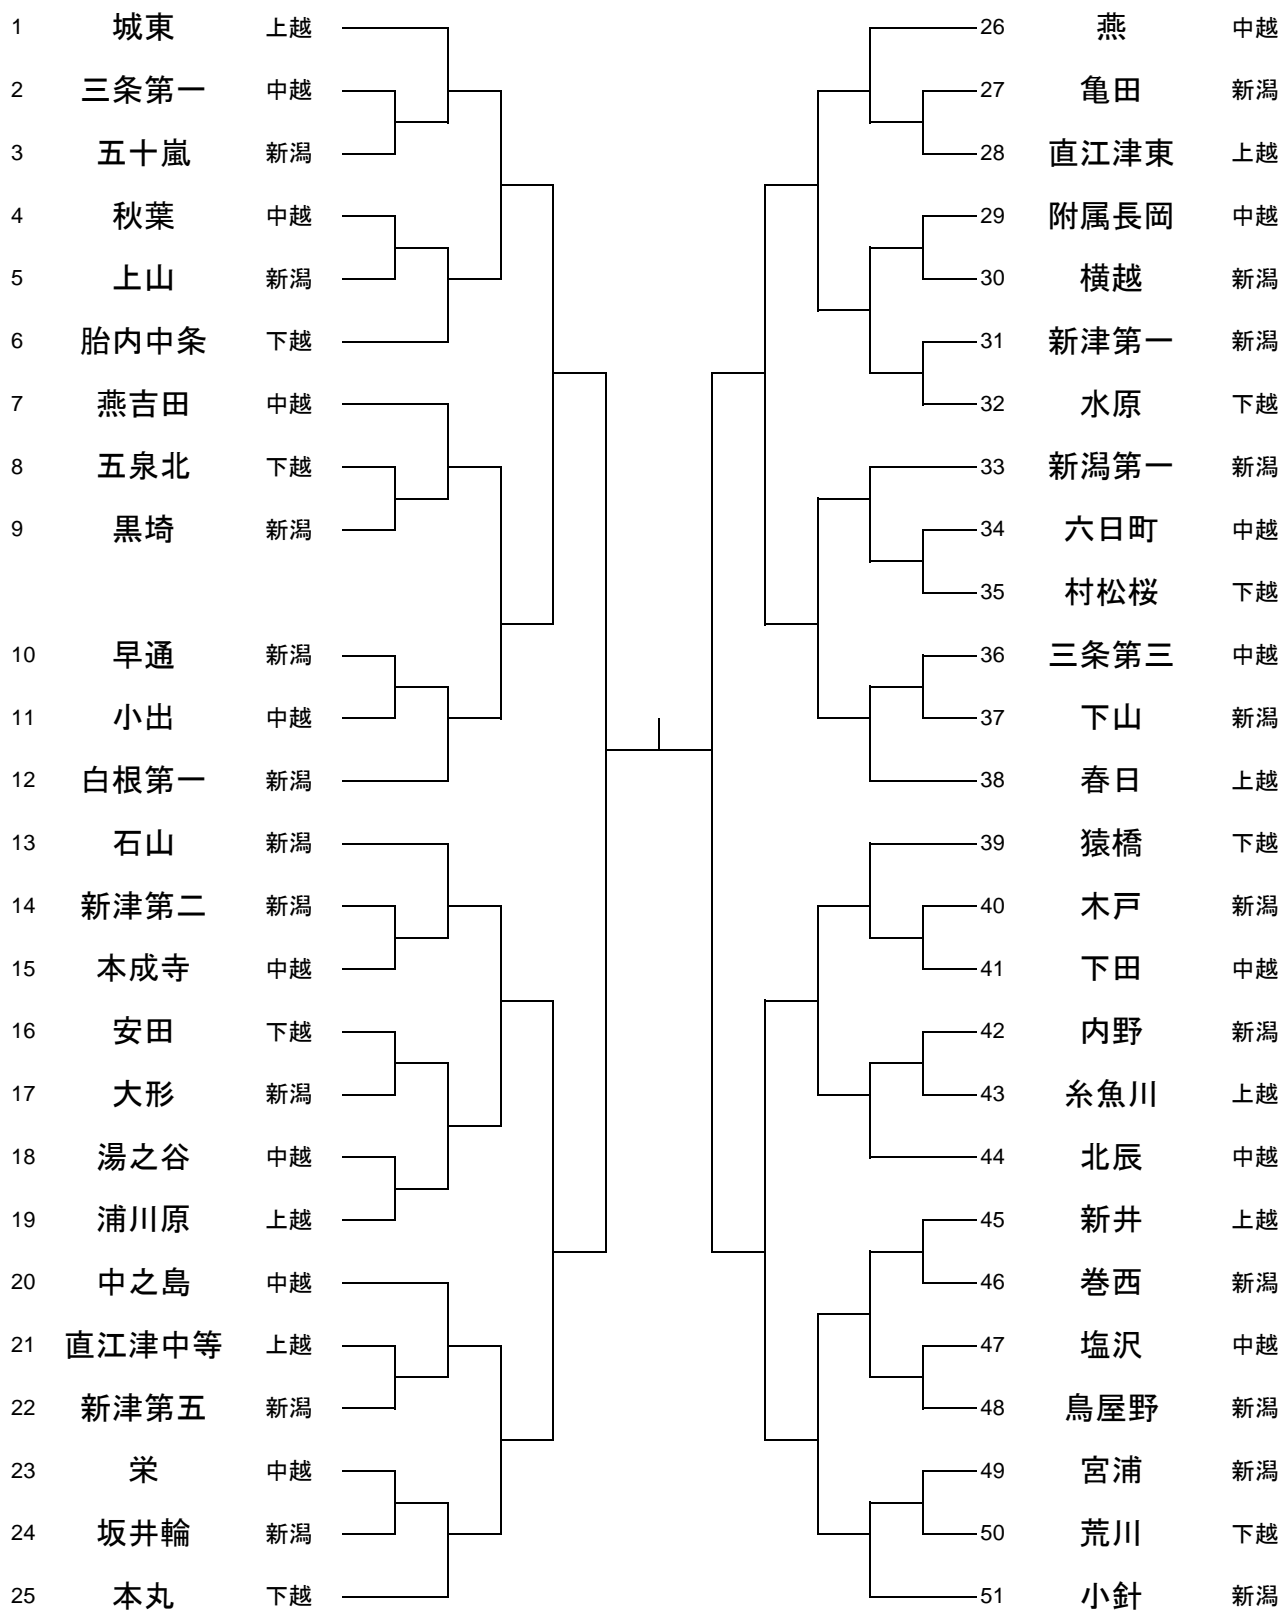 1 城東 上越
2 三条第一 中越
3 五十嵐 新潟
4 秋葉 中越
5 上山 新潟
6 胎内中条 下越
7 燕吉田 中越
8 五泉北 下越
9 黒埼 新潟
10 早通 新潟
11 小出 中越
12 白根第一 新潟
13 石山 新潟
14 新津第二 新潟
15 本成寺 中越
16 安田 下越
17 大形 新潟
18 湯之谷 中越
19 浦川原 上越
20 中之島 中越
21 直江津中等 上越
22 新津第五 新潟
23 栄 中越
24 坂井輪 新潟
25 本丸 下越
26 燕 中越
27 亀田 新潟
28 直江津東 上越
29 附属長岡 中越
30 横越 新潟
31 新津第一 新潟
32 水原 下越
33 新潟第一 新潟
34 六日町 中越
35 村松桜 下越
36 三条第三 中越
37 下山 新潟
38 春日 上越
39 猿橋 下越
40 木戸 新潟
41 下田 中越
42 内野 新潟
43 糸魚川 上越
44 北辰 中越
45 新井 上越
46 巻西 新潟
47 塩沢 中越
48 鳥屋野 新潟
49 宮浦 新潟
50 荒川 下越
51 小針 新潟